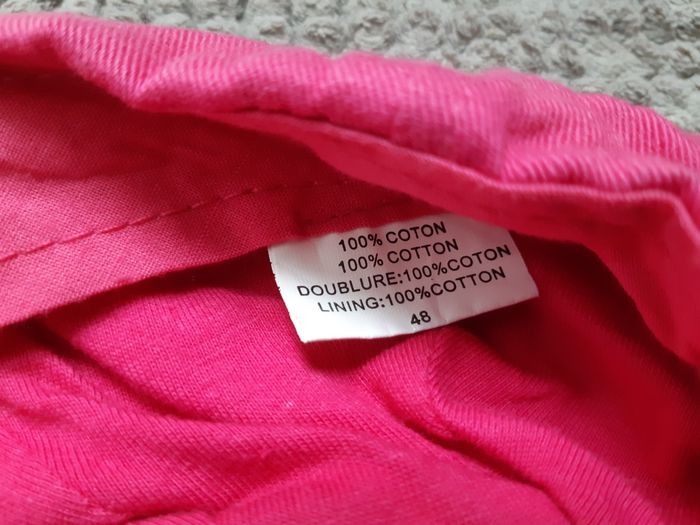 100% COTON
100% COTTON
DOUBLURE:100%COTON
LINING:100%COTTON
48